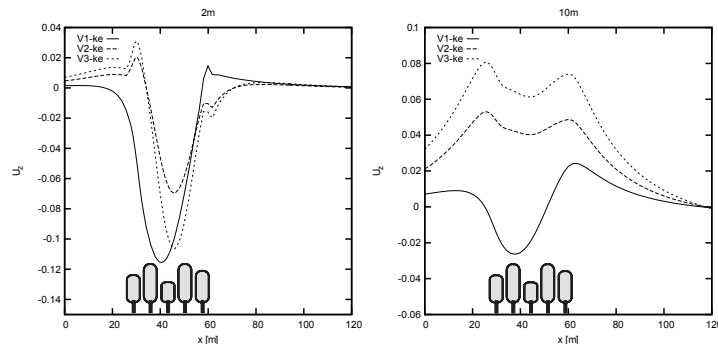 2m
0.04
0.02
0
-0.02
-0.04
-0.06
-0.08
-0.1
-0.12
-0.14
U_z
V1-ke
V2-ke
V3-ke
0 20 40 60 80 100 120
x [m]
10m
0.1
0.08
0.06
0.04
0.02
0
-0.02
-0.04
-0.06
U_z
V1-ke
V2-ke
V3-ke
0 20 40 60 80 100 120
x [m]